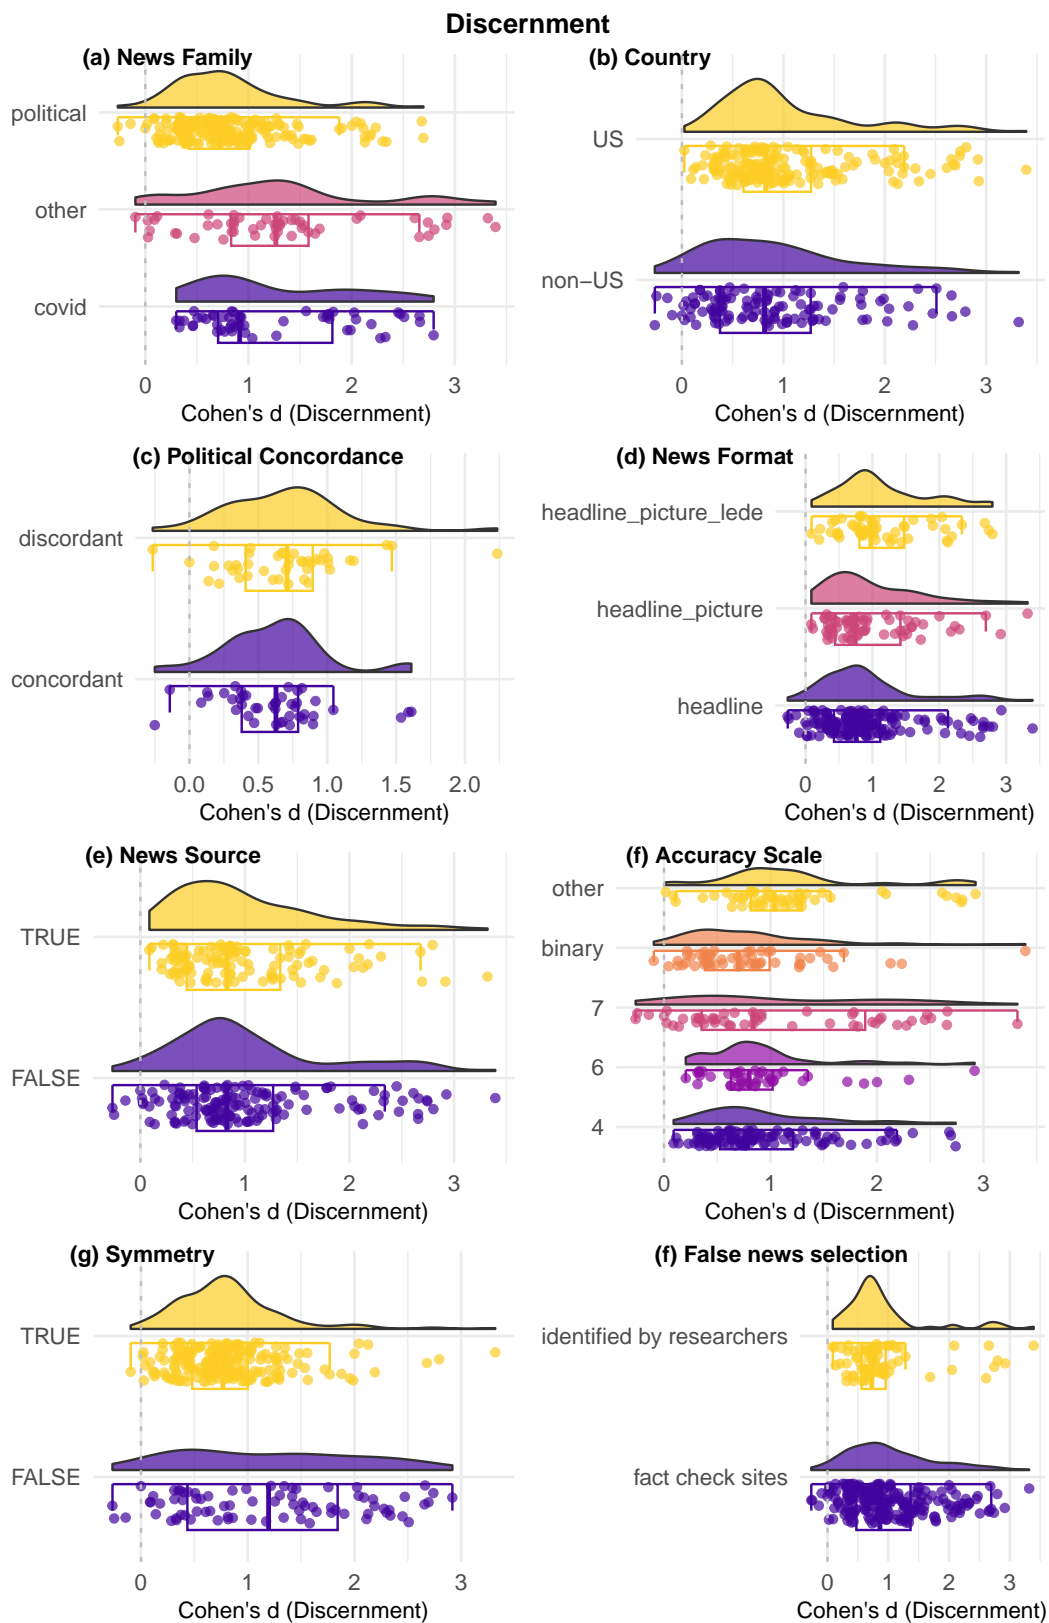 Discernment
(a) News Family
political
other
covid
0 1 2 3
Cohen's d (Discernment)
(b) Country
US
non−US
0 1 2 3
Cohen's d (Discernment)
(c) Political Concordance
discordant
concordant
0.0 0.5 1.0 1.5 2.0
Cohen's d (Discernment)
(d) News Format
headline_picture_lede
headline_picture
headline
0 1 2 3
Cohen's d (Discernment)
(e) News Source
TRUE
FALSE
0 1 2 3
Cohen's d (Discernment)
(f) Accuracy Scale
other
binary
7
6
4
0 1 2 3
Cohen's d (Discernment)
(g) Symmetry
TRUE
FALSE
0 1 2 3
Cohen's d (Discernment)
(f) False news selection
identified by researchers
fact check sites
0 1 2 3
Cohen's d (Discernment)